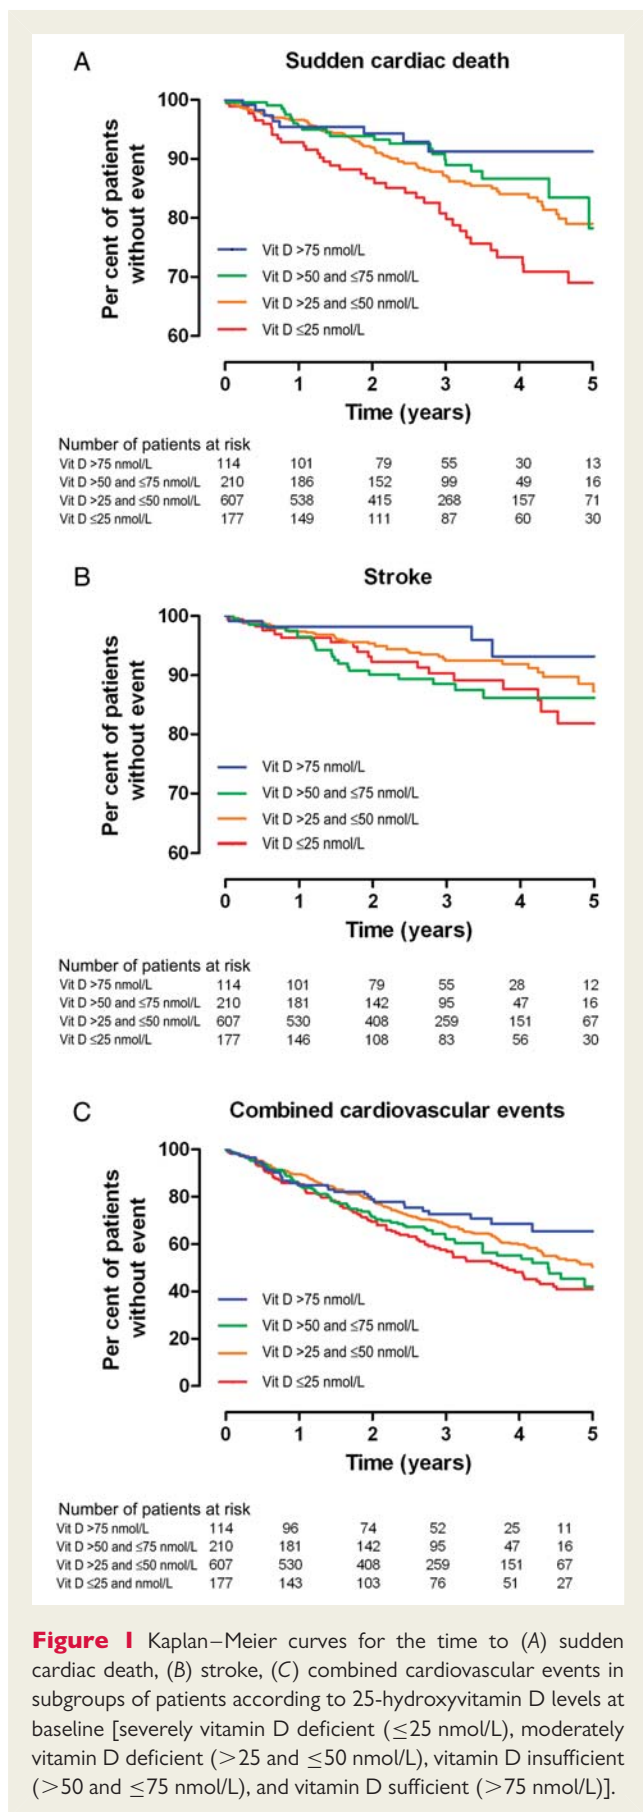 A
Sudden cardiac death
Per cent of patients
without event
100
90
80
70
60
Vit D >75 nmol/L
Vit D >50 and ≤75 nmol/L
Vit D >25 and ≤50 nmol/L
Vit D ≤25 nmol/L
0 1 2 3 4 5
Time (years)
Number of patients at risk
Vit D >75 nmol/L 114 101 79 55 30 13
Vit D >50 and ≤75 nmol/L 210 186 152 99 49 16
Vit D >25 and ≤50 nmol/L 607 538 415 268 157 71
Vit D ≤25 nmol/L 177 149 111 87 60 30
B
Stroke
Per cent of patients
without event
100
90
80
70
60
Vit D >75 nmol/L
Vit D >50 and ≤75 nmol/L
Vit D >25 and ≤50 nmol/L
Vit D ≤25 nmol/L
0 1 2 3 4 5
Time (years)
Number of patients at risk
Vit D >75 nmol/L 114 101 79 55 28 12
Vit D >50 and ≤75 nmol/L 210 181 142 95 47 16
Vit D >25 and ≤50 nmol/L 607 530 408 259 151 67
Vit D ≤25 nmol/L 177 146 108 83 56 30
C
Combined cardiovascular events
Per cent of patients
without event
100
80
60
40
20
0
Vit D >75 nmol/L
Vit D >50 and ≤75 nmol/L
Vit D >25 and ≤50 nmol/L
Vit D ≤25 nmol/L
0 1 2 3 4 5
Time (years)
Number of patients at risk
Vit D >75 nmol/L 114 96 74 52 25 11
Vit D >50 and ≤75 nmol/L 210 181 142 95 47 16
Vit D >25 and ≤50 nmol/L 607 530 408 259 151 67
Vit D ≤25 and nmol/L 177 143 103 76 51 27
Figure 1 Kaplan–Meier curves for the time to (A) sudden
cardiac death, (B) stroke, (C) combined cardiovascular events in
subgroups of patients according to 25-hydroxyvitamin D levels at
baseline [severely vitamin D deficient (≤25 nmol/L), moderately
vitamin D deficient (>25 and ≤50 nmol/L), vitamin D insufficient
(>50 and ≤75 nmol/L), and vitamin D sufficient (>75 nmol/L)].